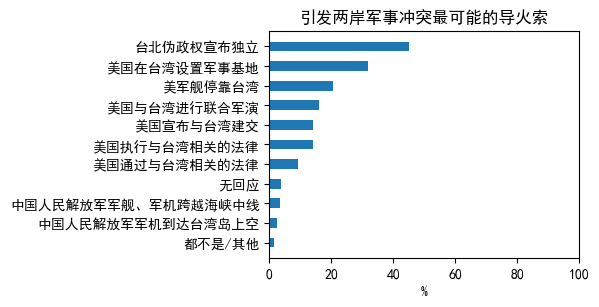 引发两岸军事冲突最可能的导火索
台北伪政权宣布独立
美国在台湾设置军事基地
美军舰停靠台湾
美国与台湾进行联合军演
美国宣布与台湾建交
美国执行与台湾相关的法律
美国通过与台湾相关的法律
无回应
中国人民解放军军舰、军机跨越海峡中线
中国人民解放军军机到达台湾岛上空
都不是/其他
0 20 40 60 80 100
%